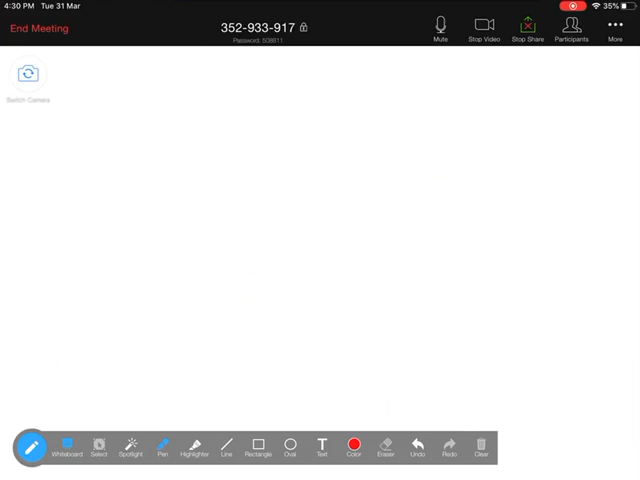 4:30 PM Tue 31 Mar 35%
End Meeting 352-933-917 Mute Stop Video Stop Share Participants More
Password: 508811
Switch Camera
Whiteboard Select Spotlight Pen Highlighter Line Rectangle Oval Text Color Eraser Undo Redo Clear